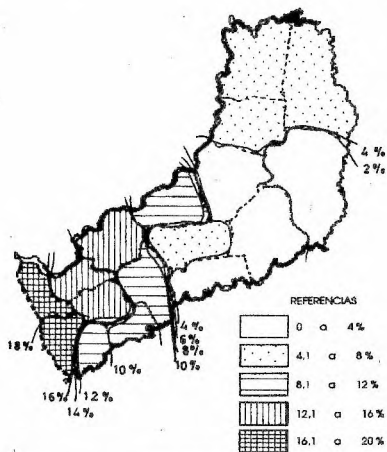 4 %
2%
18%
16%
14%
12%
10%
4%
6%
8%
10%
REFERENCIAS
0 a 4%
4,1 a 8%
8,1 a 12%
12,1 a 16%
16,1 a 20%